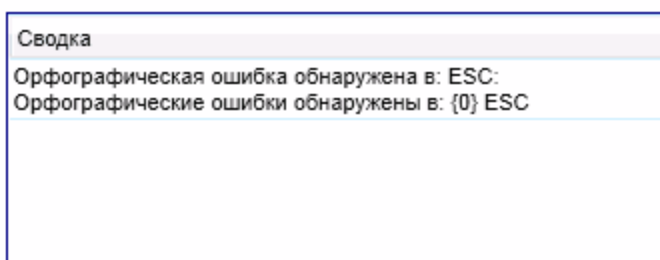 Сводка
Орфографическая ошибка обнаружена в: ESC:
Орфографические ошибки обнаружены в: {0} ESC